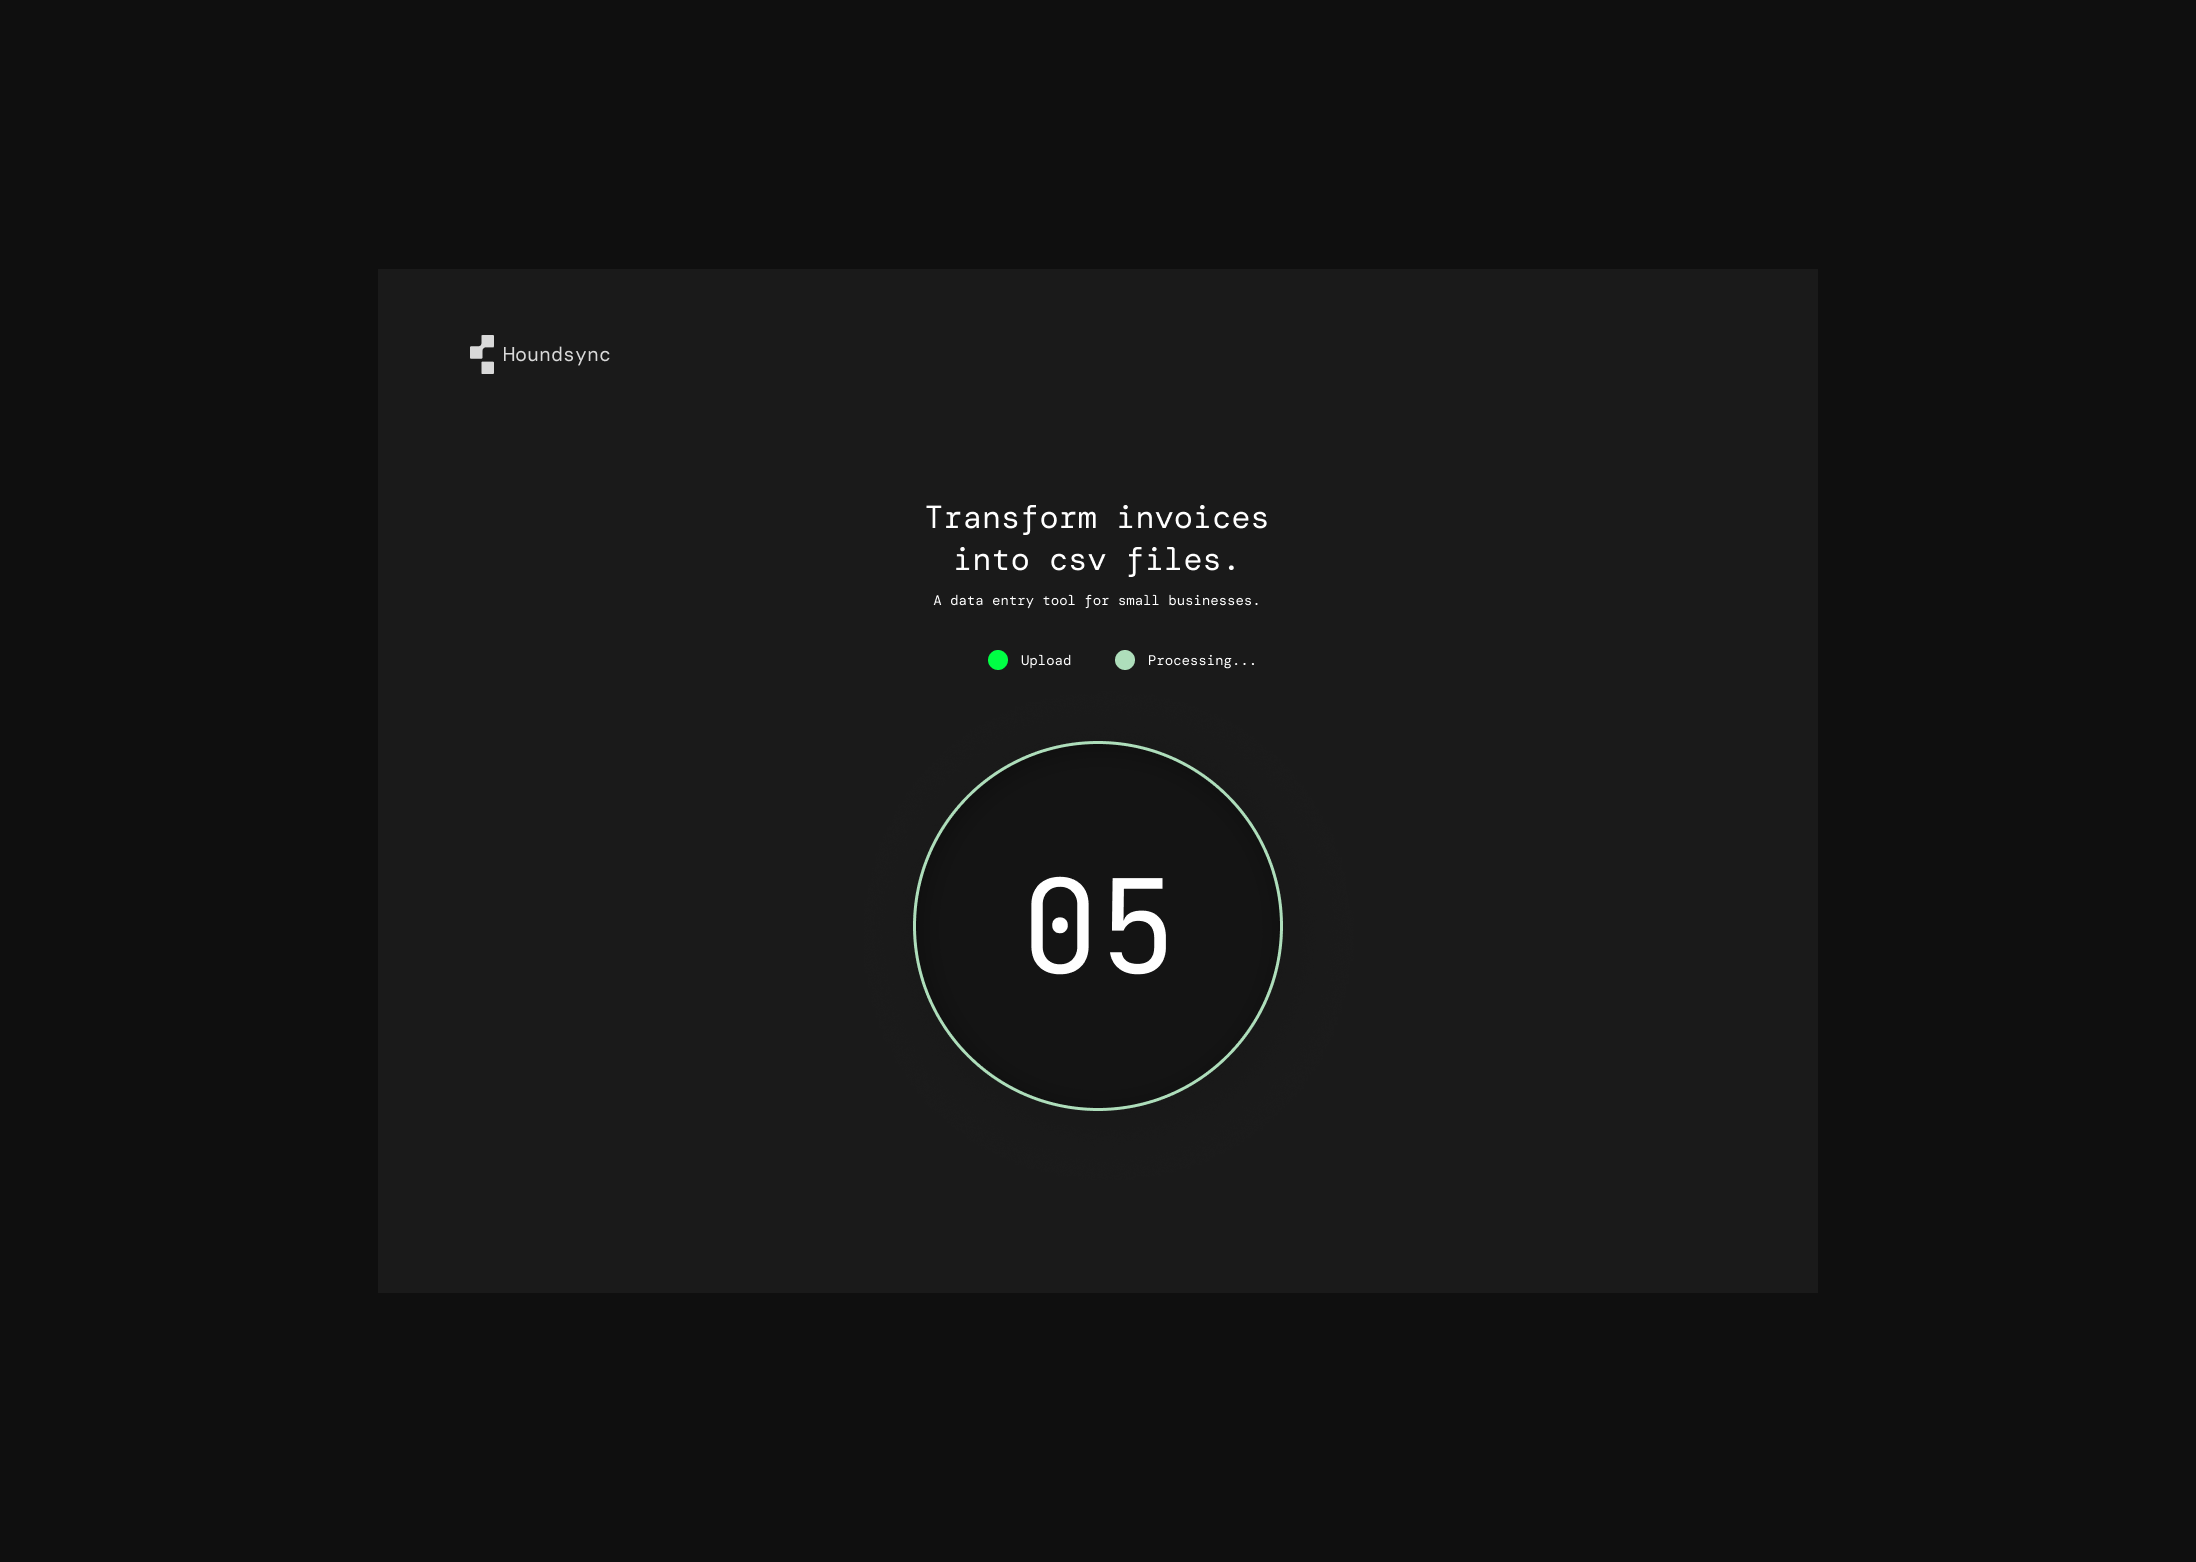 Houndsync
Transform invoices
into csv files.
A data entry tool for small businesses.
Upload
Processing...
05